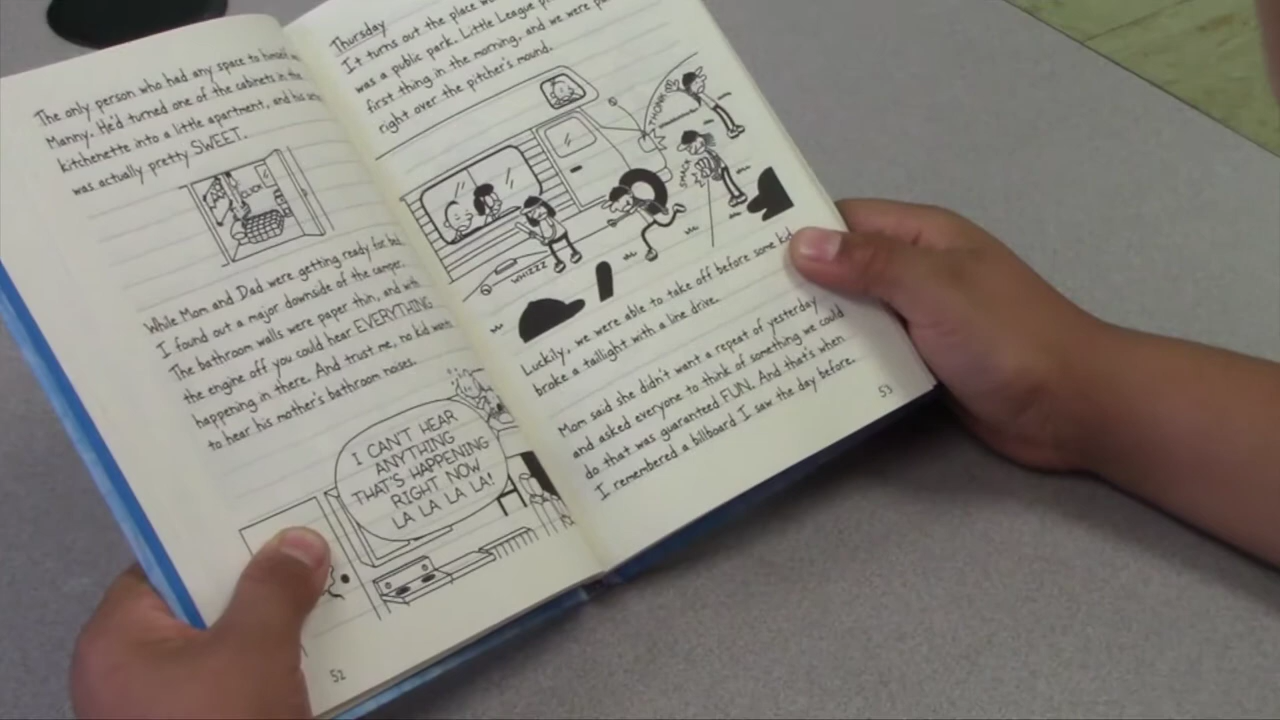 The only person who had any space to
Manny. He'd turned one of the cabinets in the
kitchenette into a little apartment, and his
was actually pretty SWEET.
CLICK
While Mom and Dad were getting ready for bed,
I found out a major downside of the camper.
The bathroom walls were paper thin, and with
the engine off you could hear EVERYTHING
happening in there. And trust me, no kid wants
to hear his mother's bathroom noises.
I CAN'T HEAR
ANYTHING
THAT'S HAPPENING
RIGHT NOW
LA LA LA LA!
52
Thursday
It turns out the place
was a public park. Little League
first thing in the morning, and we were
right over the pitcher's mound.
THONK
SMACK
WHIZZZ
Luckily, we were able to take off before some kid
broke a taillight with a line drive.
Mom said she didn't want a repeat of yesterday
and asked everyone to think of something we could
do that was guaranteed FUN. And that's when
I remembered a billboard I saw the day before.
53